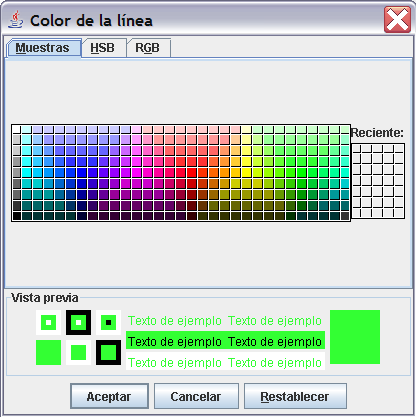 Color de la línea
Muestras HSB RGB
Reciente:
Vista previa
Texto de ejemplo Texto de ejemplo
Texto de ejemplo Texto de ejemplo
Texto de ejemplo Texto de ejemplo
Aceptar Cancelar Restablecer